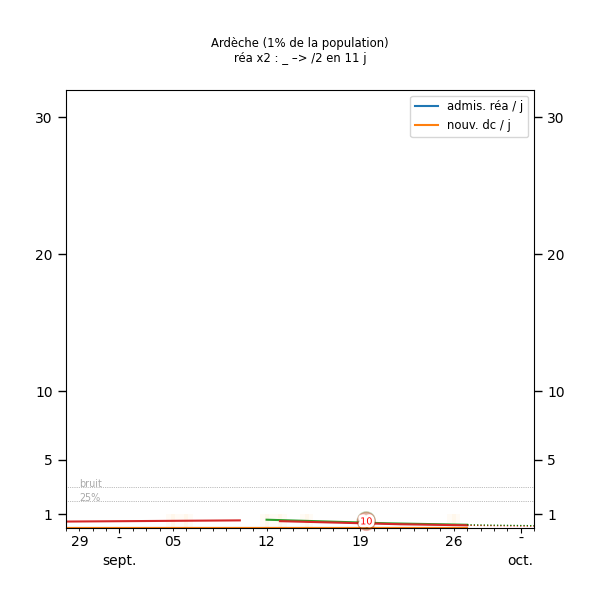 Ardèche (1% de la population)
réa x2 : _ –> /2 en 11 j
admis. réa / j
nouv. dc / j
30 30
20 20
10 10
5 5
bruit
25%
1 10 1
29 - 05 12 19 26 -
sept. oct.